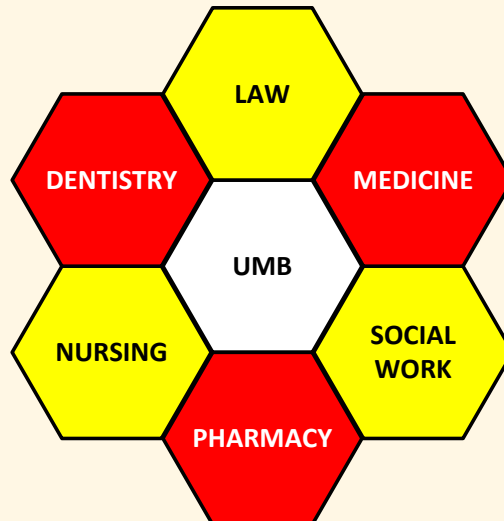 LAW
DENTISTRY
MEDICINE
UMB
NURSING
SOCIAL
WORK
PHARMACY